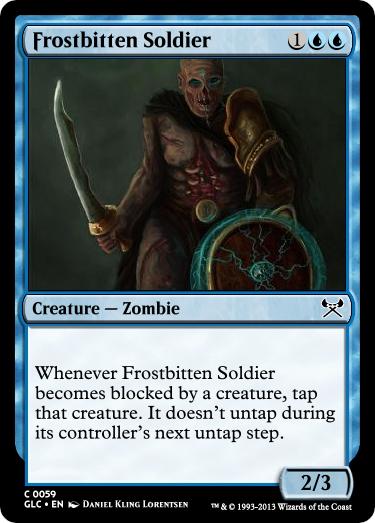 Frostbitten Soldier 1
Creature — Zombie
Whenever Frostbitten Soldier
becomes blocked by a creature, tap
that creature. It doesn't untap during
its controller's next untap step.
2/3
C 0059
GLC • EN DANIEL KLING LORENTSEN
™ & © 1993-2013 Wizards of the Coast